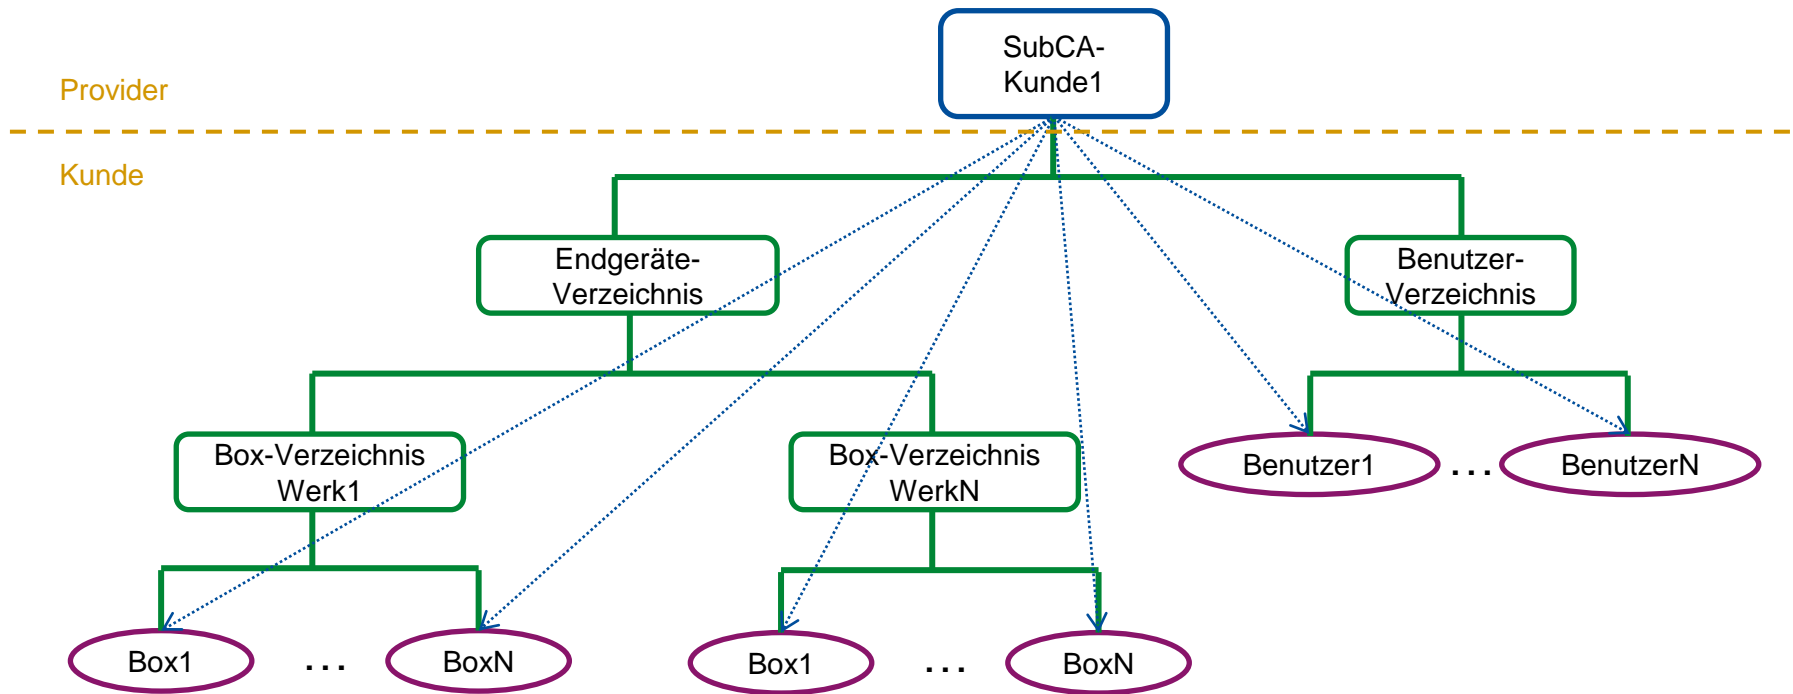 SubCA-
Kunde1
Provider
Kunde
Endgeräte-
Verzeichnis
Benutzer-
Verzeichnis
Box-Verzeichnis
Werk1
Box-Verzeichnis
WerkN
Benutzer1
...
BenutzerN
Box1
...
BoxN
Box1
...
BoxN